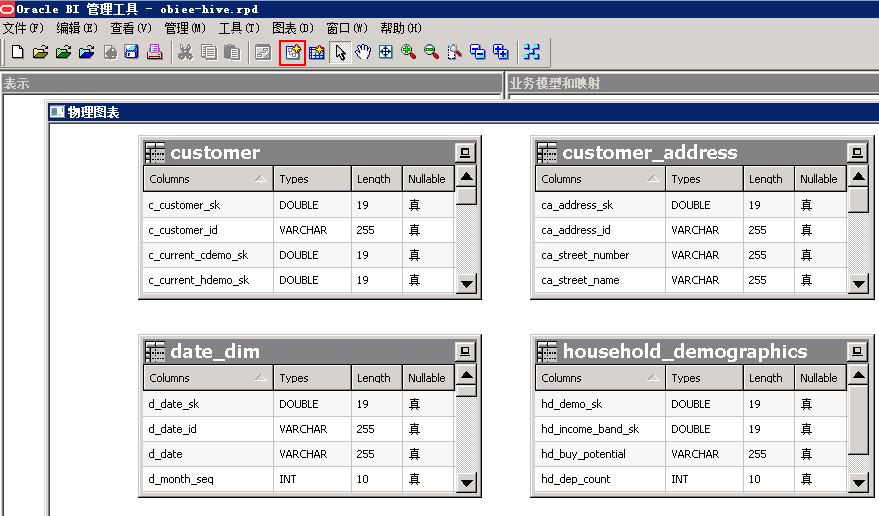 Oracle BI 管理工具 - obiee-hive.rpd
文件(F) 编辑(E) 查看(V) 管理(M) 工具(T) 图表(D) 窗口(W) 帮助(H)
表示
业务模型和映射
物理图表
customer
Columns Types Length Nullable
c_customer_sk DOUBLE 19 真
c_customer_id VARCHAR 255 真
c_current_cdemo_sk DOUBLE 19 真
c_current_hdemo_sk DOUBLE 19 真
customer_address
Columns Types Length Nullable
ca_address_sk DOUBLE 19 真
ca_address_id VARCHAR 255 真
ca_street_number VARCHAR 255 真
ca_street_name VARCHAR 255 真
date_dim
Columns Types Length Nullable
d_date_sk DOUBLE 19 真
d_date_id VARCHAR 255 真
d_date VARCHAR 255 真
d_month_seq INT 10 真
household_demographics
Columns Types Length Nullable
hd_demo_sk DOUBLE 19 真
hd_income_band_sk DOUBLE 19 真
hd_buy_potential VARCHAR 255 真
hd_dep_count INT 10 真